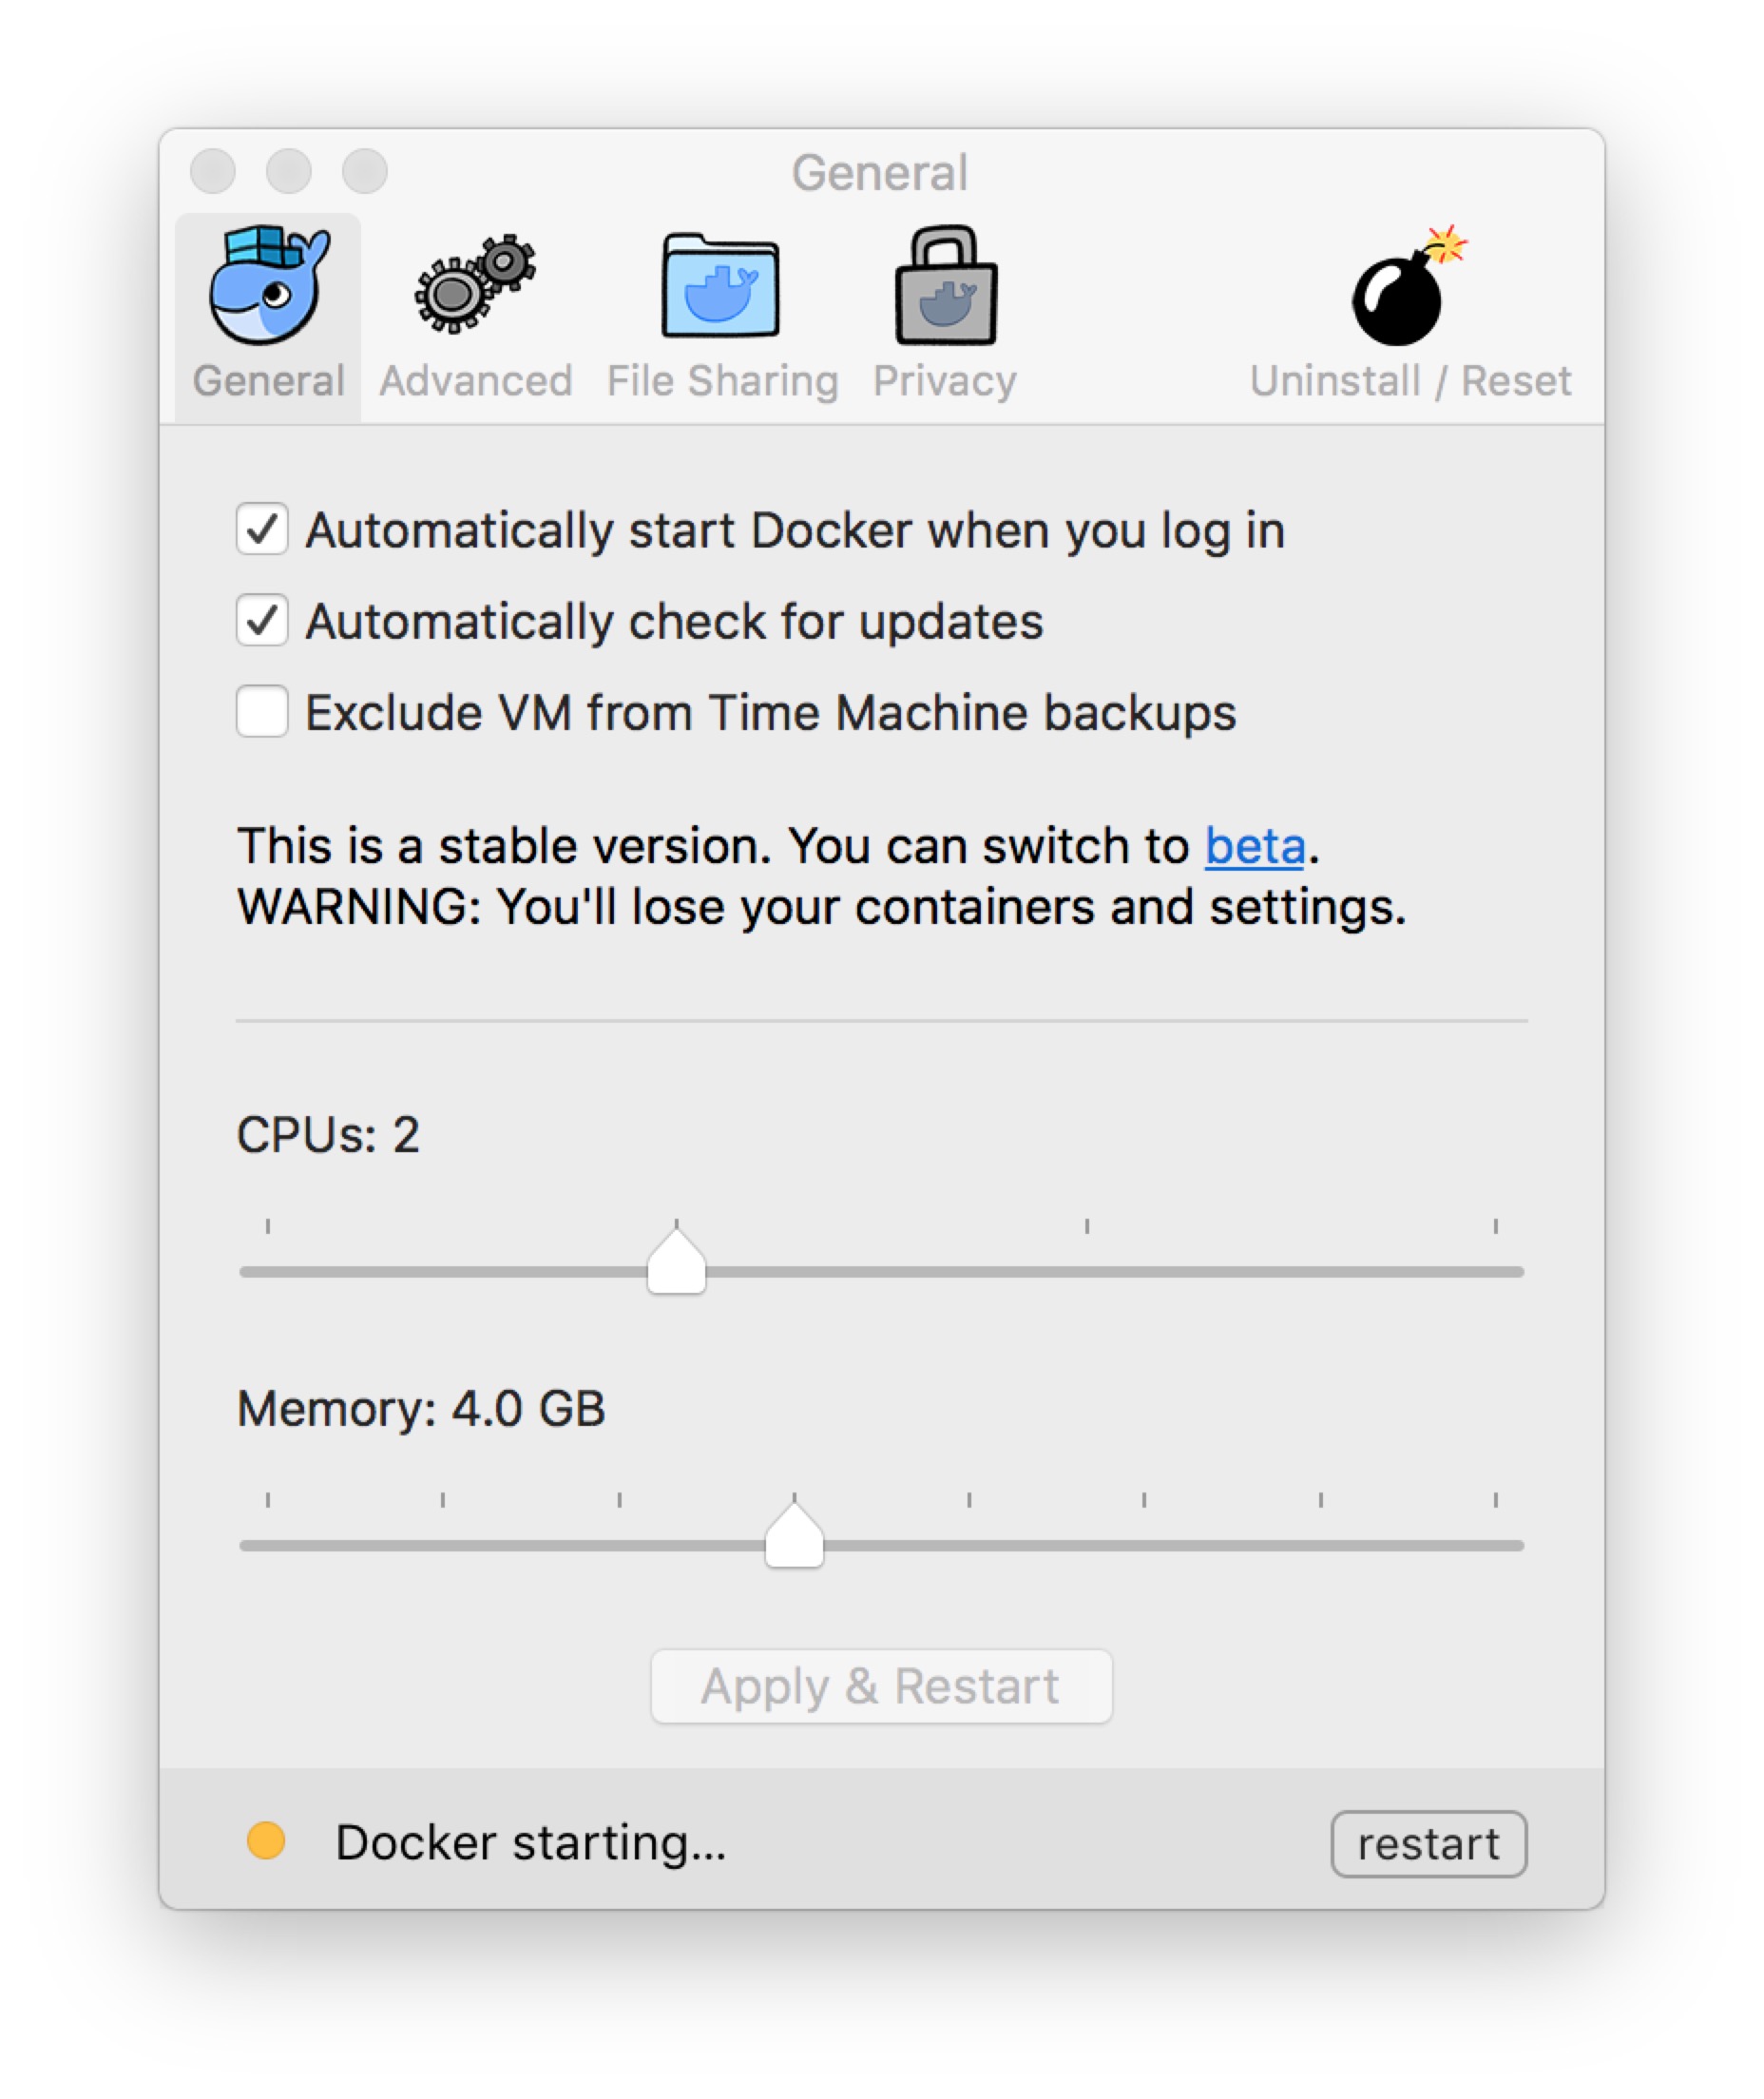 General
General Advanced File Sharing Privacy Uninstall / Reset
Automatically start Docker when you log in
Automatically check for updates
Exclude VM from Time Machine backups
This is a stable version. You can switch to beta.
WARNING: You'll lose your containers and settings.
CPUs: 2
Memory: 4.0 GB
Apply & Restart
Docker starting... restart